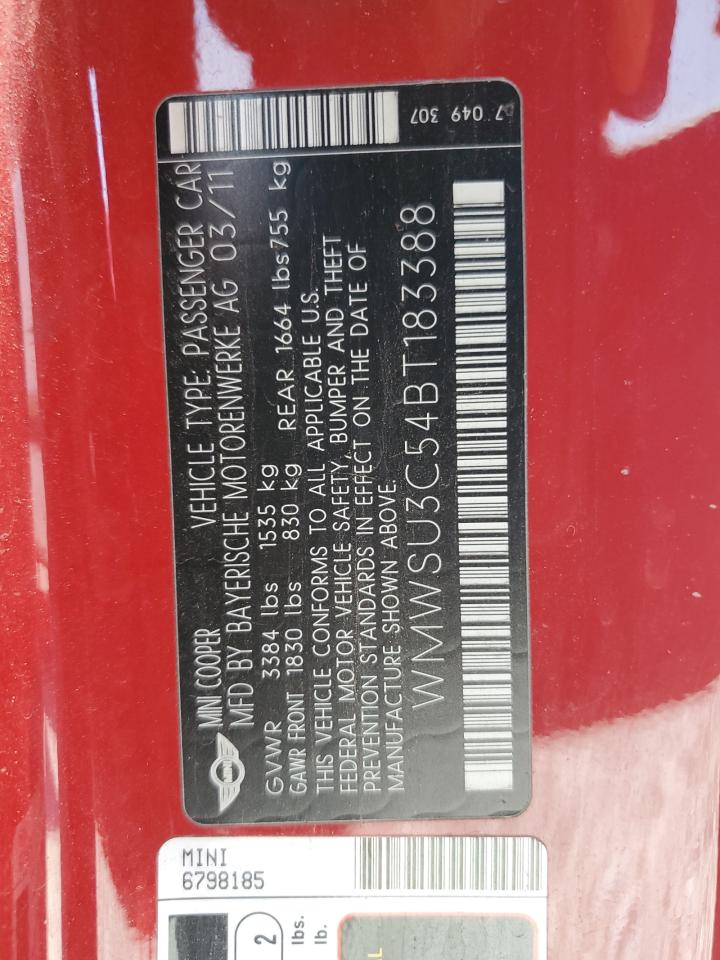 7 049 307
MINI COOPER VEHICLE TYPE: PASSENGER CAR
MFD BY BAYERISCHE MOTORENWERKE AG 03/11
MINI
GVWR 3384 lbs 1535 kg
GAWR FRONT 1830 lbs 830 kg REAR 1664 lbs 755 kg
THIS VEHICLE CONFORMS TO ALL APPLICABLE U.S.
FEDERAL MOTOR VEHICLE SAFETY, BUMPER AND THEFT
PREVENTION STANDARDS IN EFFECT ON THE DATE OF
MANUFACTURE SHOWN ABOVE.
WMWSU3C54BT183388
MINI
6798185
2
lbs.
lb.